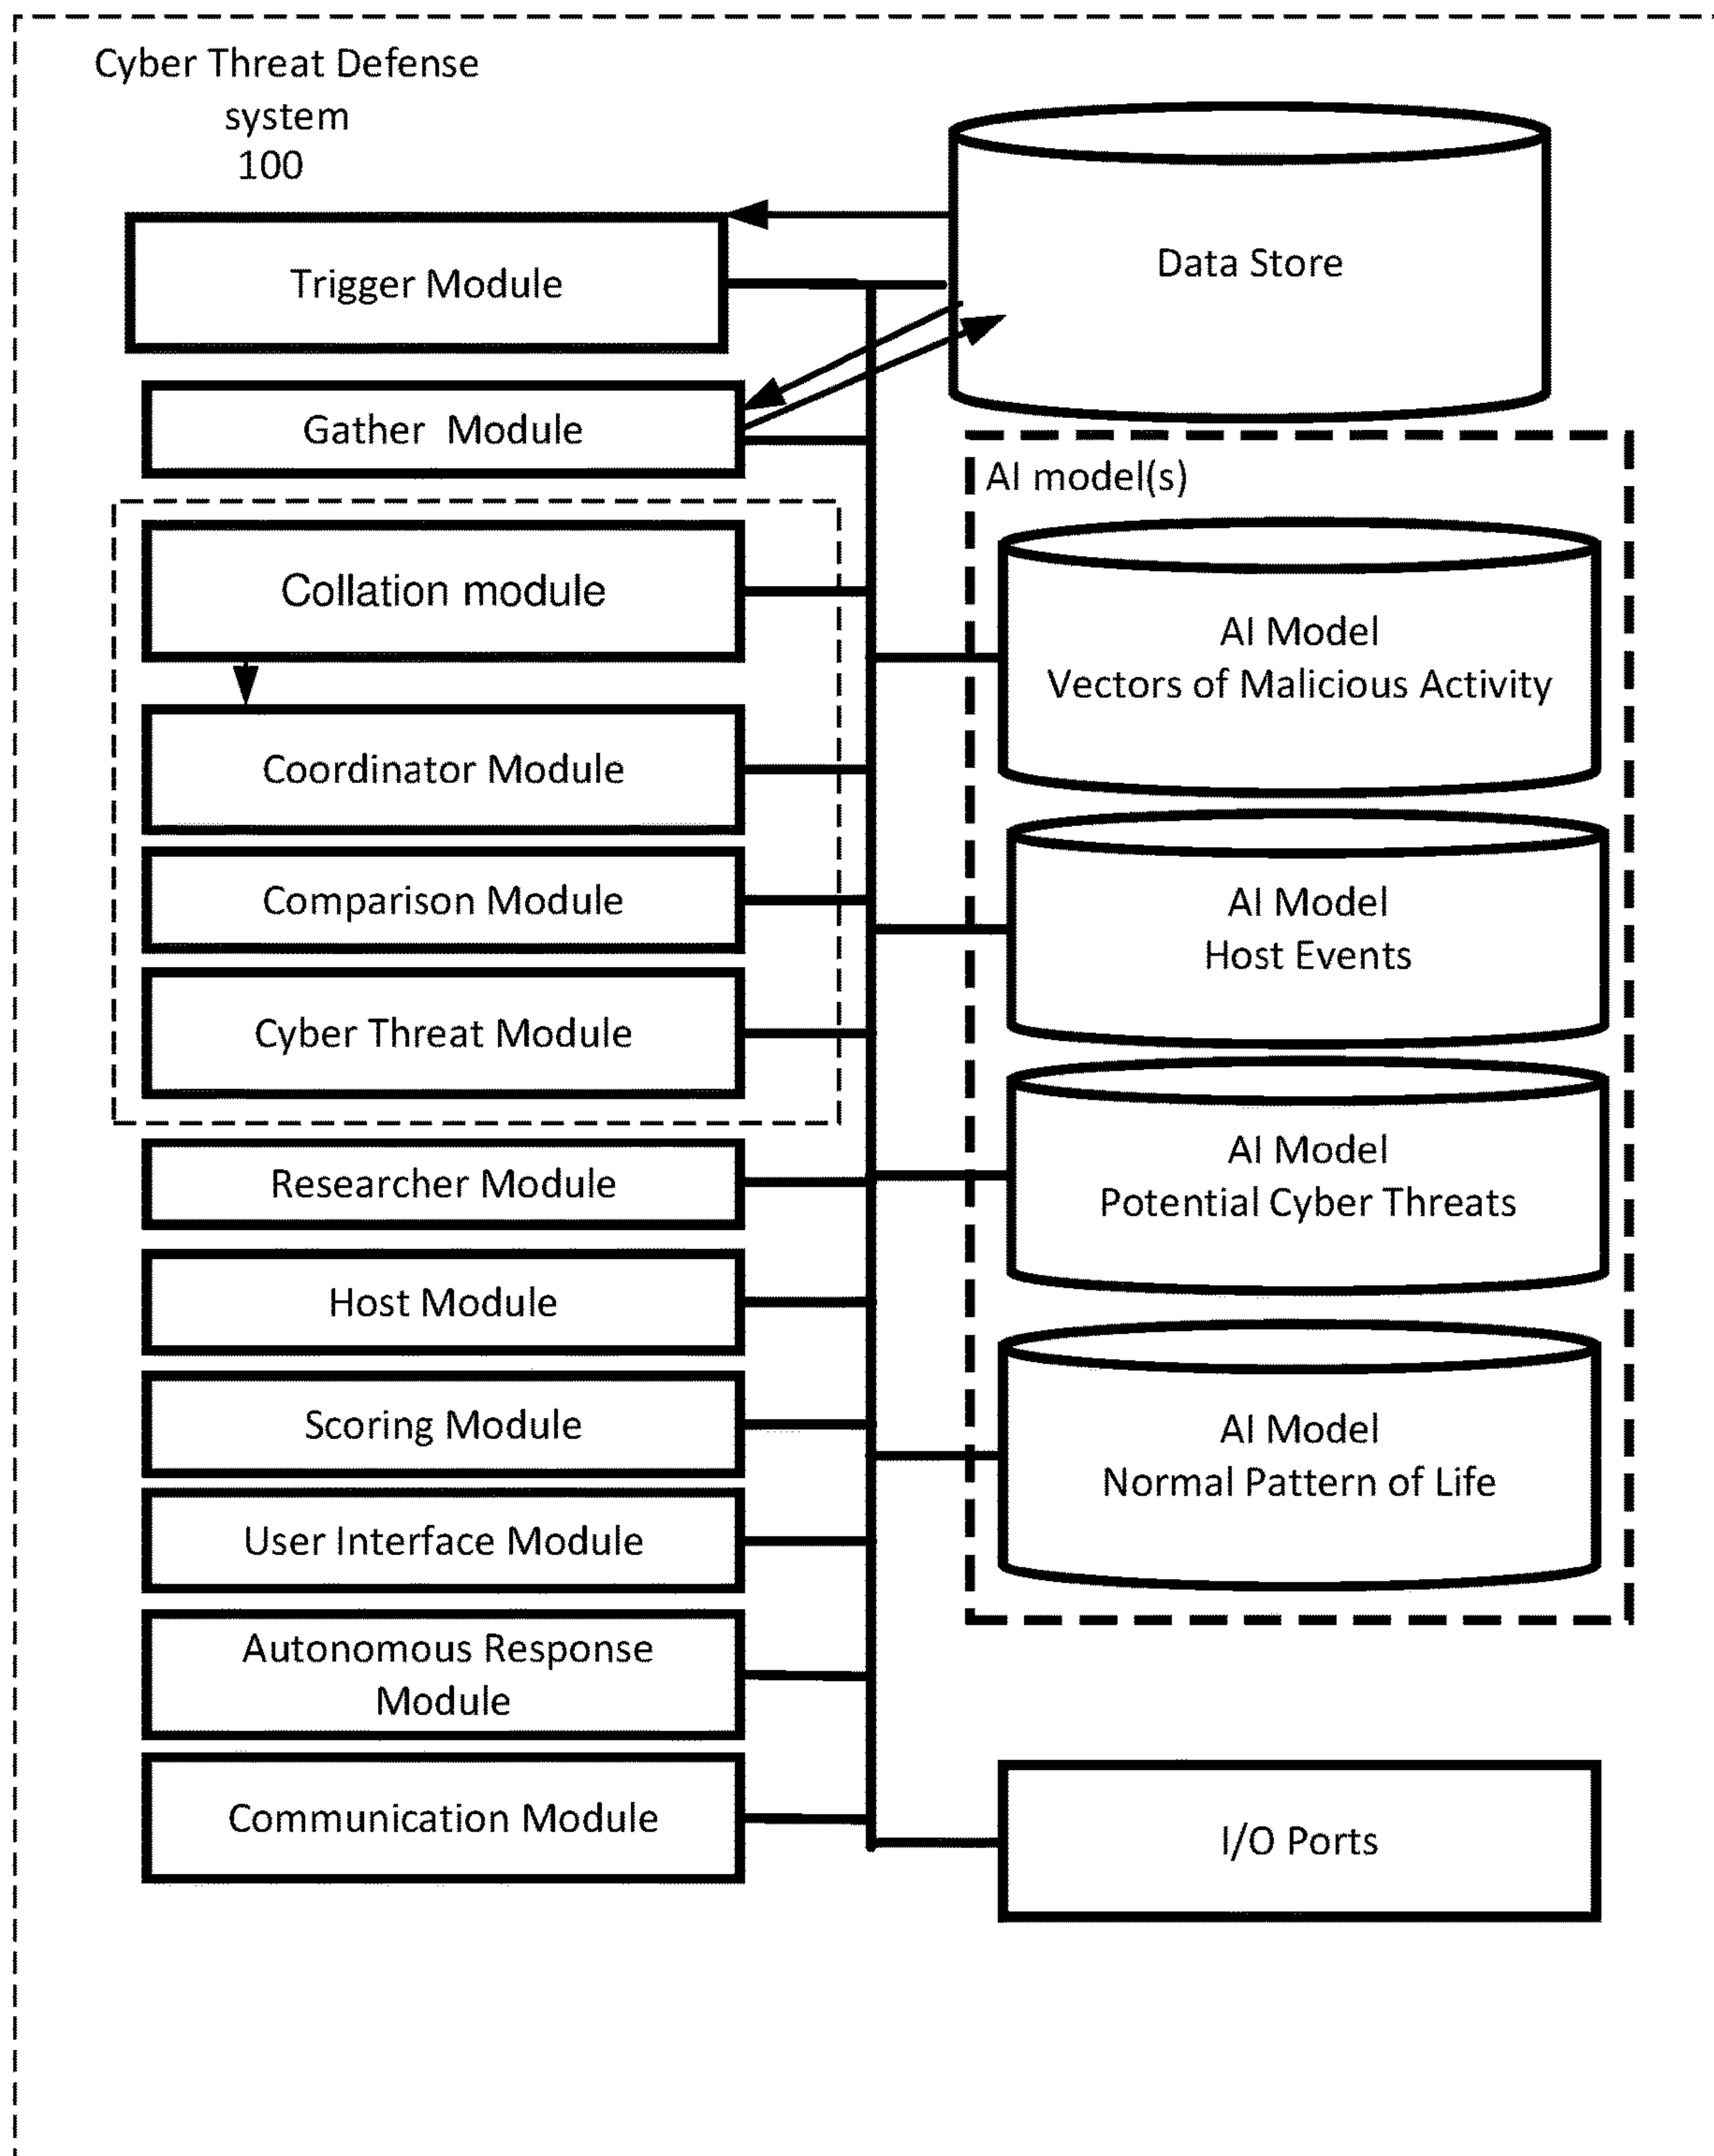 Cyber Threat Defense
system
100
Trigger Module
Data Store
Gather Module
AI model(s)
Collation module
Coordinator Module
Comparison Module
Cyber Threat Module
AI Model
Vectors of Malicious Activity
AI Model
Host Events
AI Model
Potential Cyber Threats
AI Model
Normal Pattern of Life
Researcher Module
Host Module
Scoring Module
User Interface Module
Autonomous Response
Module
Communication Module
I/O Ports